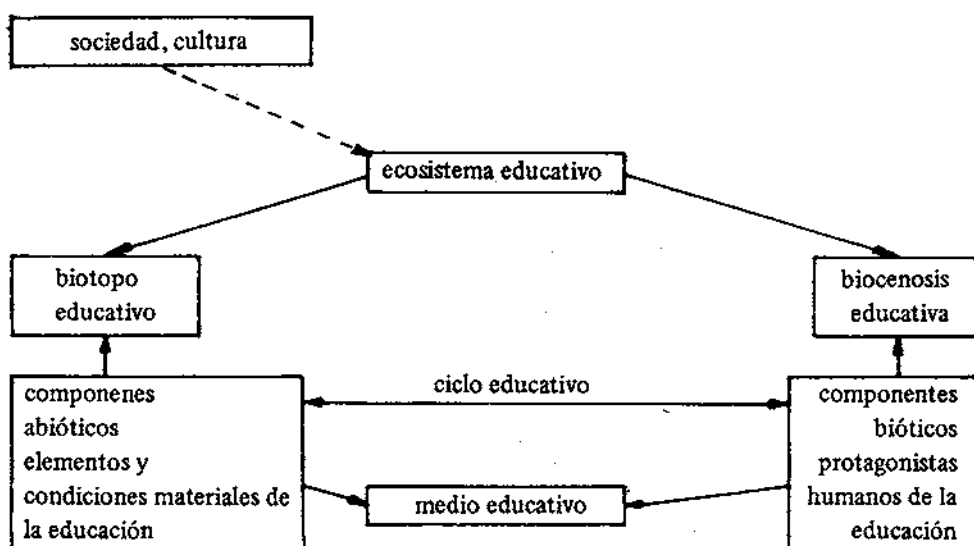 sociedad, cultura
ecosistema educativo
biotopo
educativo
biocenosis
educativa
componenes
abióticos
elementos y
condiciones materiales de
la educación
ciclo educativo
medio educativo
componentes
bióticos
protagonistas
humanos de la
educación